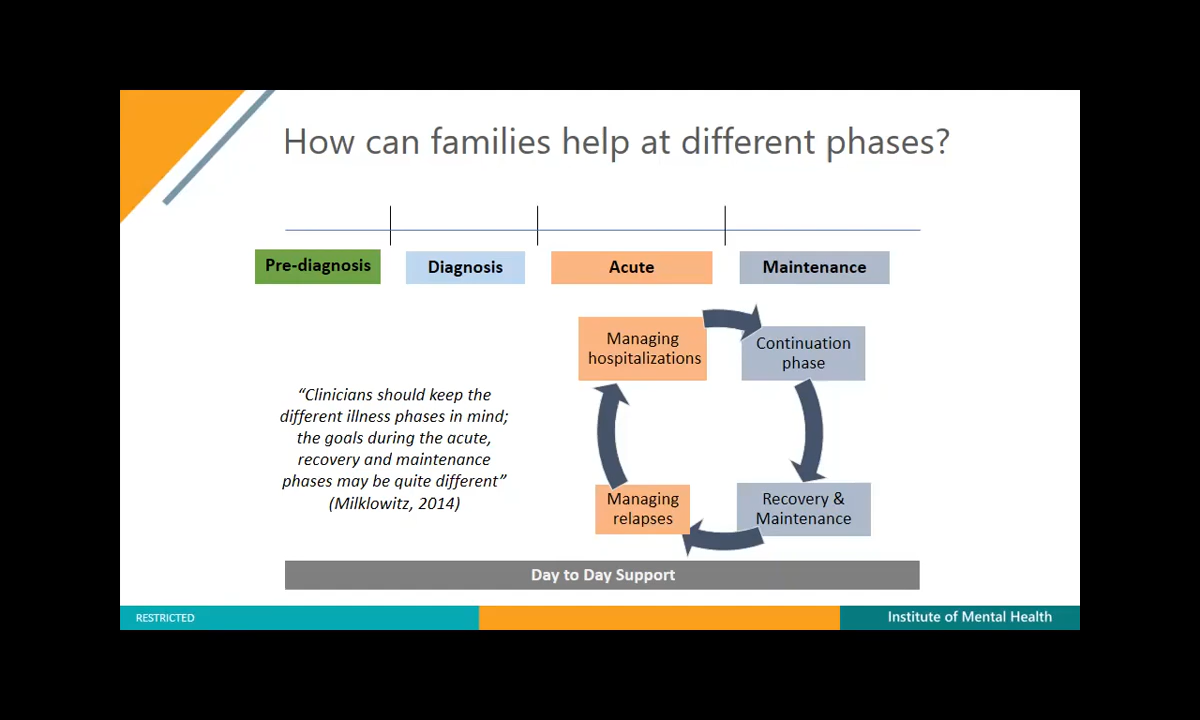 How can families help at different phases?
Pre-diagnosis
Diagnosis
Acute
Maintenance
Managing
hospitalizations
Continuation
phase
“Clinicians should keep the
different illness phases in mind;
the goals during the acute,
recovery and maintenance
phases may be quite different”
(Milklowitz, 2014)
Managing
relapses
Recovery &
Maintenance
Day to Day Support
RESTRICTED
Institute of Mental Health